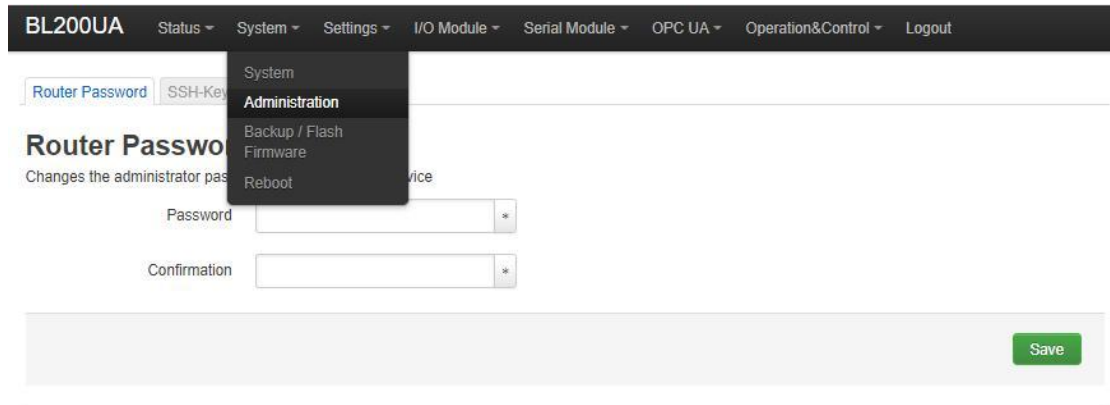 BL200UA Status System Settings I/O Module Serial Module OPC UA Operation&Control Logout
System
Router Password SSH-Key
Administration
Backup / Flash
Firmware
Reboot
Router Passwo
Changes the administrator pas vice
Password *
Confirmation *
Save